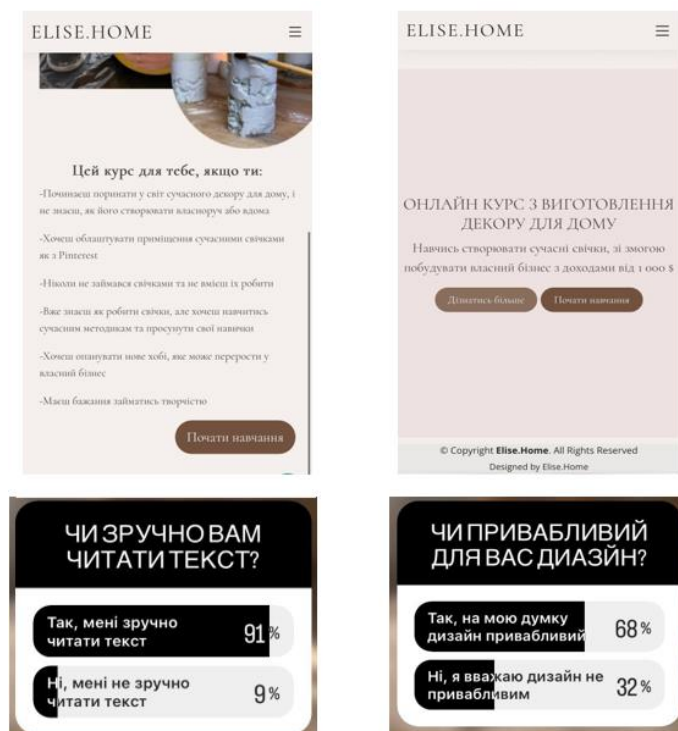 ELISE.HOME
Цей курс для тебе, якщо ти:
-Починаєш поринати у світ сучасного декору для дому, і
не знаєш, як його створювати власноруч або вдома
-Хочеш облаштувати приміщення сучасними свічками
як з Pinterest
-Ніколи не займався свічками та не вмієш їх робити
-Вже знаєш як робити свічки, але хочеш навчитись
сучасним методикам та просунути свої навички
-Хочеш опанувати нове хобі, яке може перерости у
власний бізнес
-Маєш бажання займатись творчістю
Почати навчання
ELISE.HOME
ОНЛАЙН КУРС З ВИГОТОВЛЕННЯ
ДЕКОРУ ДЛЯ ДОМУ
Навчись створювати сучасні свічки, зі змогою
побудувати власний бізнес з доходами від 1 000 $
Дізнатись більше
Почати навчання
© Copyright Elise.Home. All Rights Reserved
Designed by Elise.Home
ЧИ ЗРУЧНО ВАМ
ЧИТАТИ ТЕКСТ?
Так, мені зручно
читати текст
91%
Ні, мені не зручно
читати текст
9%
ЧИ ПРИВАБЛИВИЙ
ДЛЯ ВАС ДИАЗЙН?
Так, на мою думку
дизайн привабливий
68%
Ні, я вважаю дизайн не
привабливим
32%